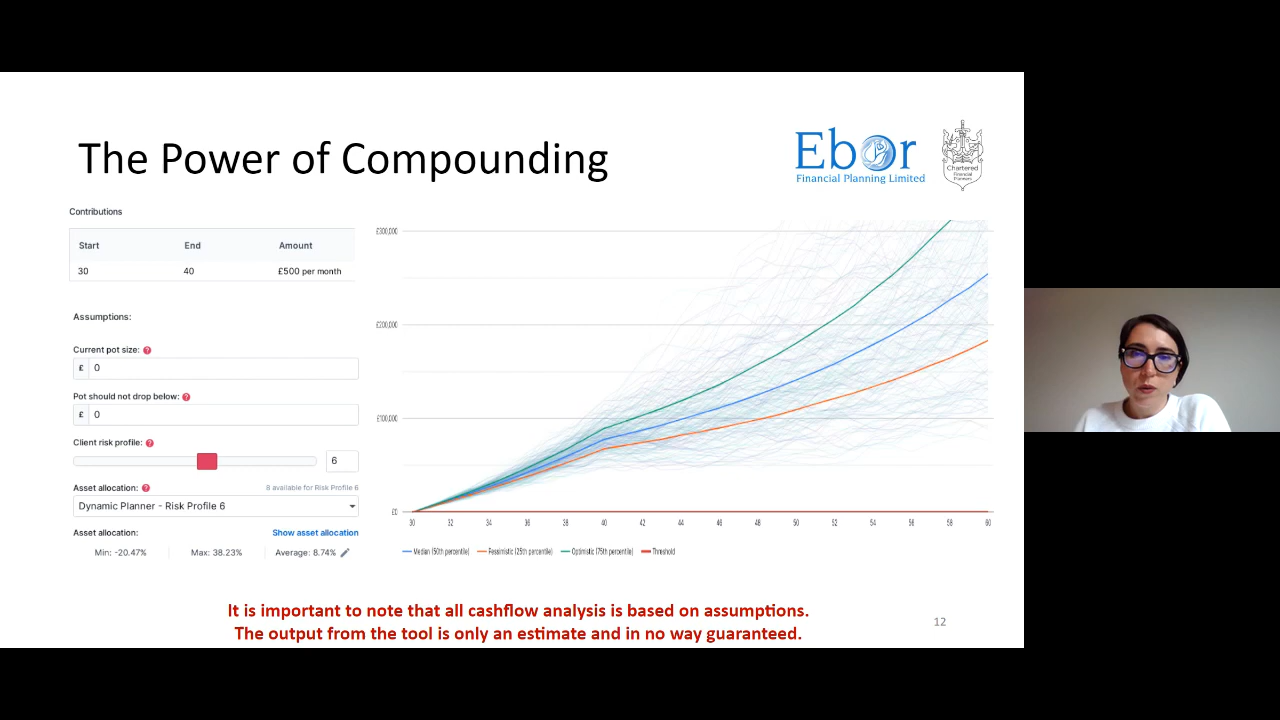 The Power of Compounding
Ebor
Financial Planning Limited
Chartered
Financial
Planners
Contributions
Start End Amount
30 40 £500 per month
Assumptions:
Current pot size: ?
£ 0
Pot should not drop below: ?
£ 0
Client risk profile: ?
6
Asset allocation: ? 8 available for Risk Profile 6
Dynamic Planner - Risk Profile 6
Asset allocation: Show asset allocation
Min: -20.47% Max: 38.23% Average: 8.74%
£300,000
£200,000
£100,000
£0
30 32 34 36 38 40 42 44 46 48 50 52 54 56 58 60
Median (50th percentile) Pessimistic (25th percentile) Optimistic (75th percentile) Threshold
It is important to note that all cashflow analysis is based on assumptions.
The output from the tool is only an estimate and in no way guaranteed.
12